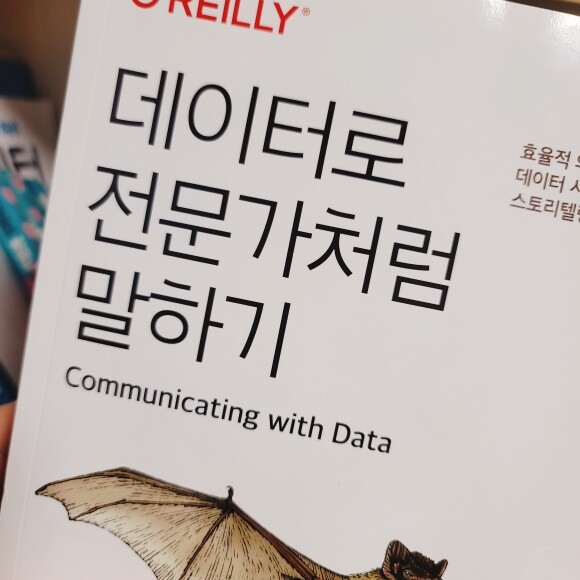 O'REILLY®
데이터로
전문가처럼
말하기
Communicating with Data
효율적
데이터
스토리텔링